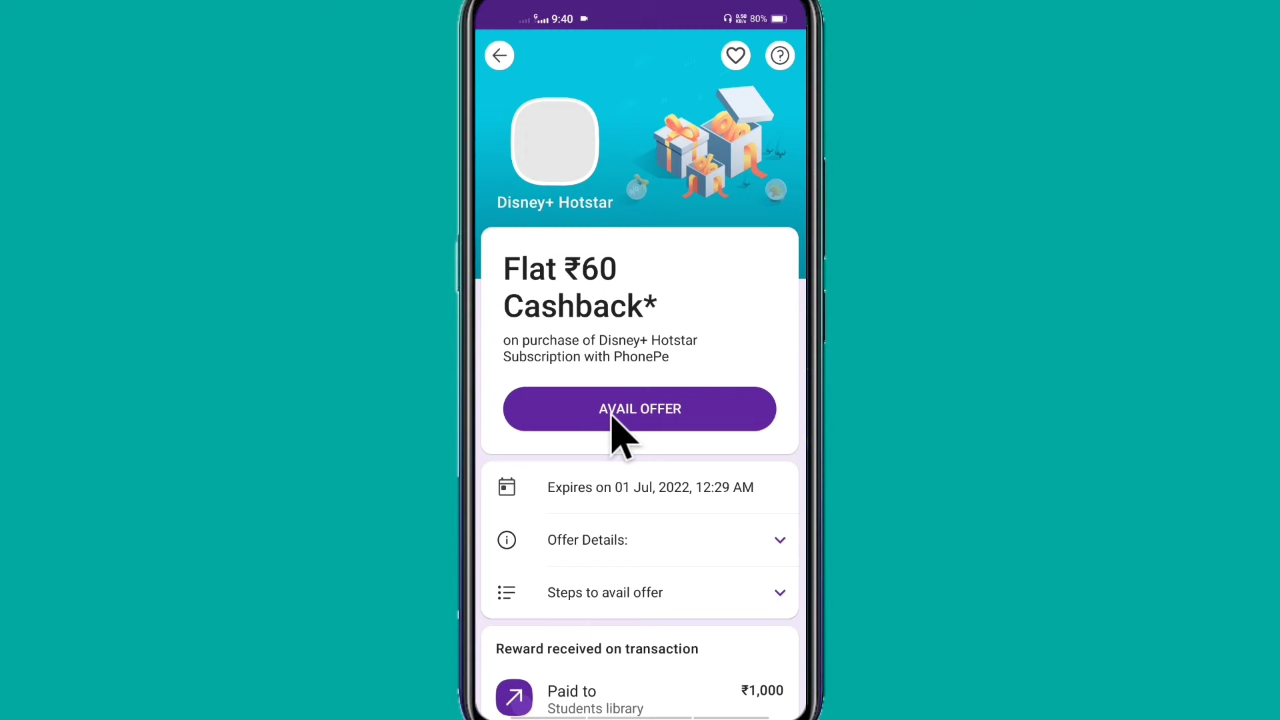 9:40
80%
Disney+ Hotstar
Flat ₹60
Cashback*
on purchase of Disney+ Hotstar
Subscription with PhonePe
AVAIL OFFER
Expires on 01 Jul, 2022, 12:29 AM
Offer Details:
Steps to avail offer
Reward received on transaction
Paid to ₹1,000
Students library